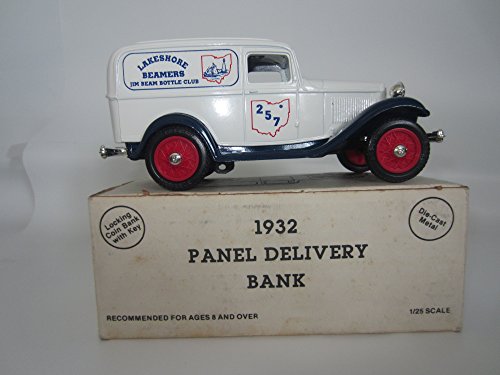 LAKESHORE
BEAMERS
JIM BEAM BOTTLE CLUB
257
Locking
Coin Bank
with Key
Die-Cast
Metal
1932
PANEL DELIVERY
BANK
RECOMMENDED FOR AGES 8 AND OVER
1/25 SCALE